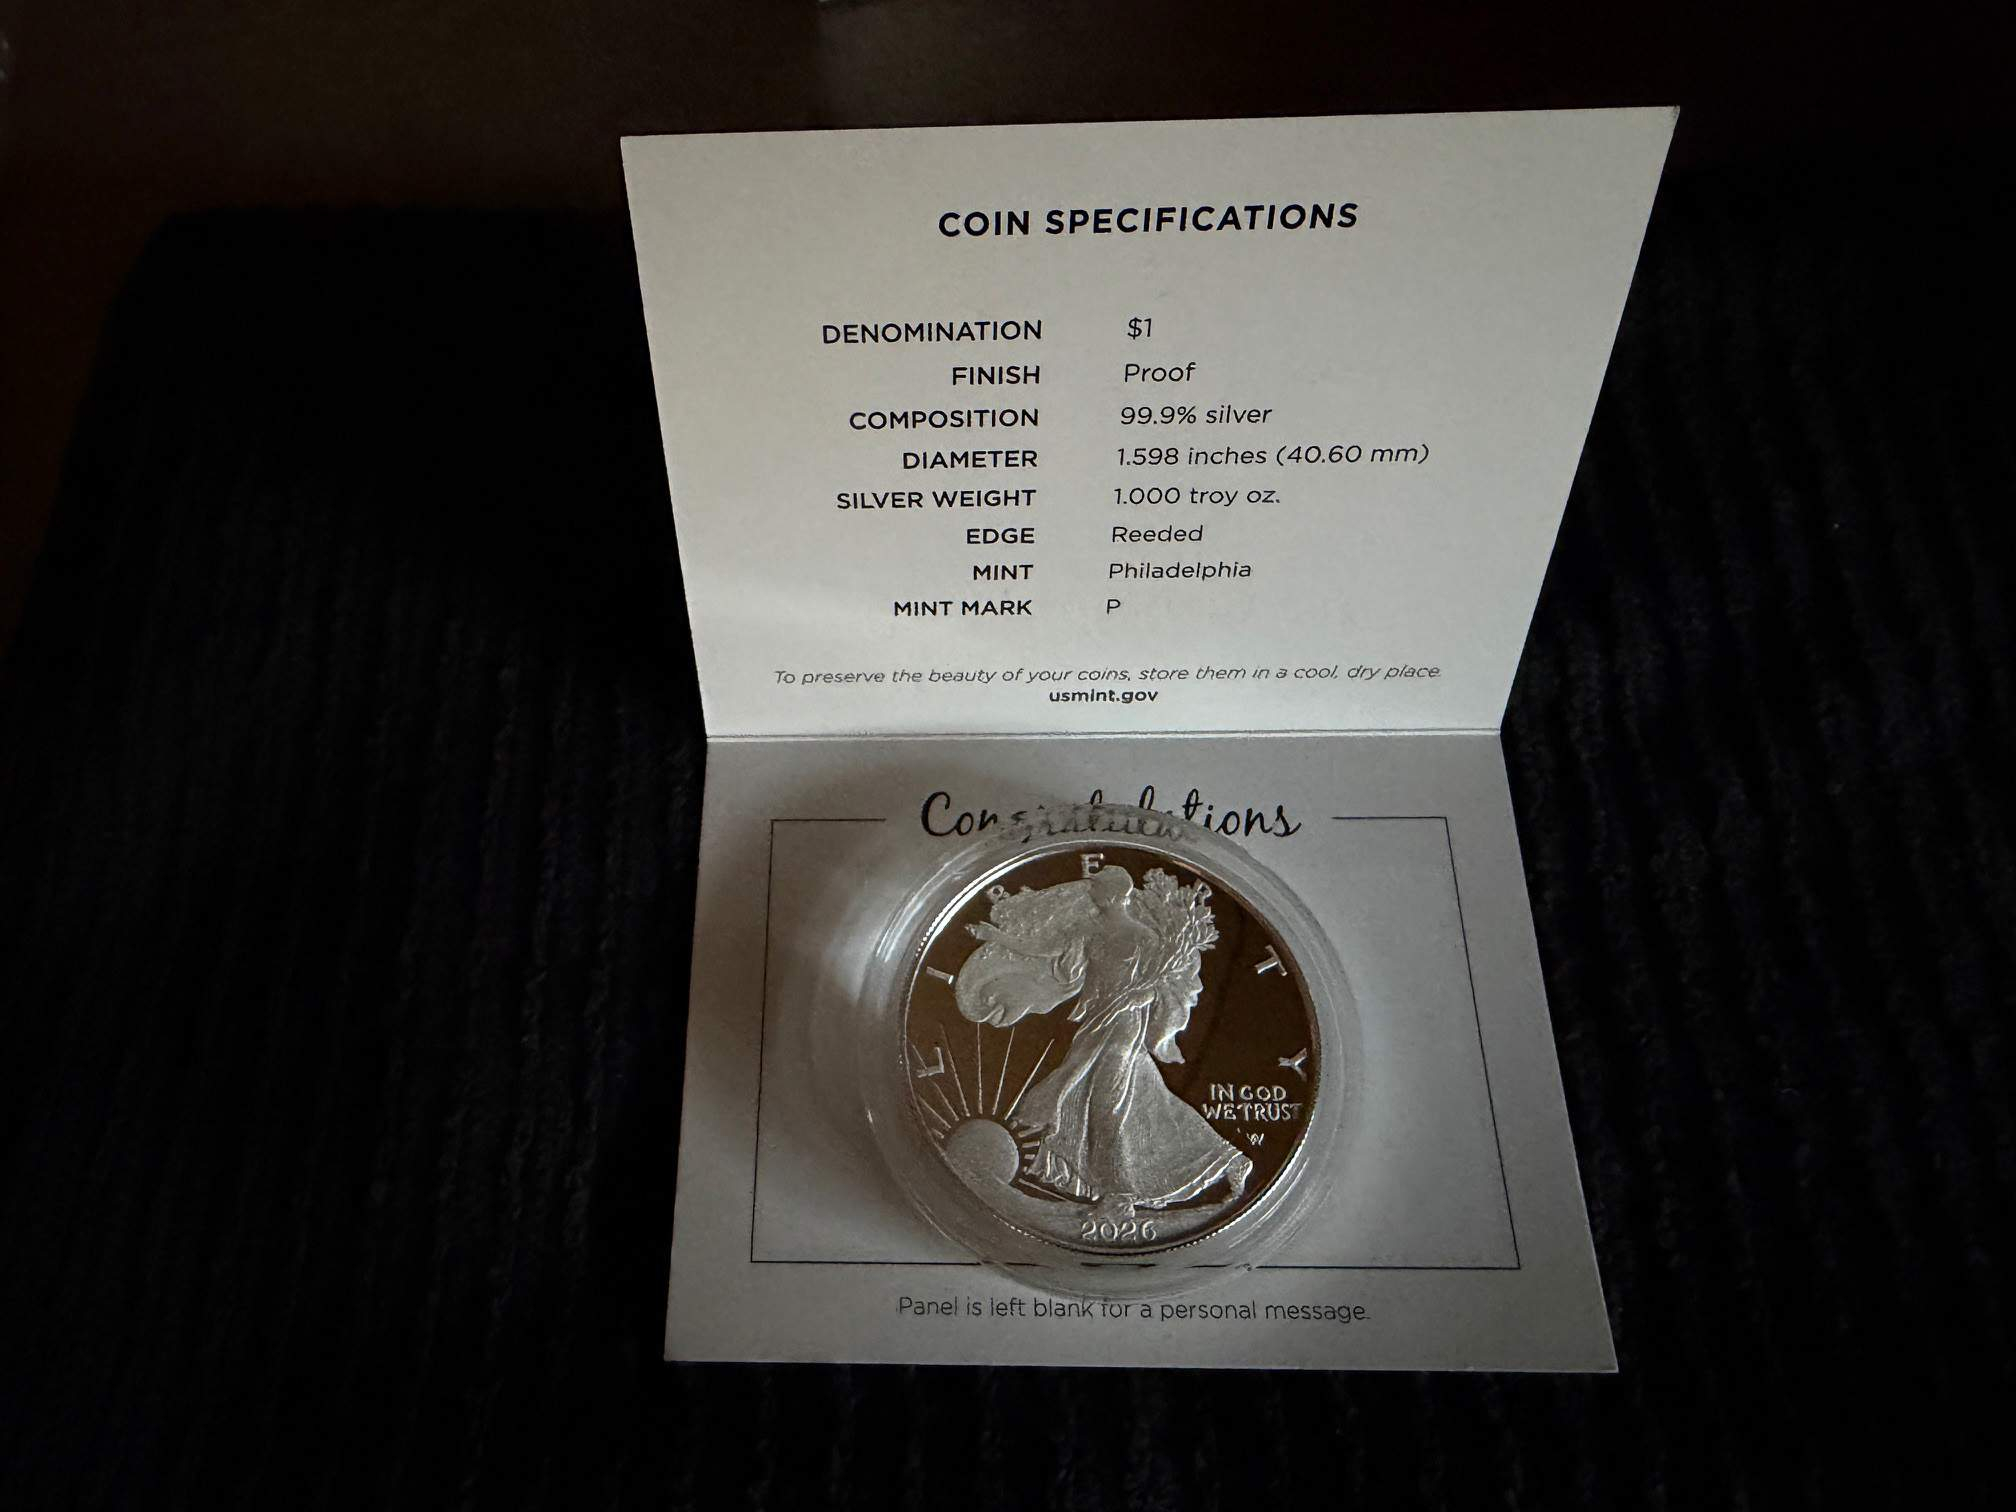 COIN SPECIFICATIONS
DENOMINATION $1
FINISH Proof
COMPOSITION 99.9% silver
DIAMETER 1.598 inches (40.60 mm)
SILVER WEIGHT 1.000 troy oz.
EDGE Reeded
MINT Philadelphia
MINT MARK P
To preserve the beauty of your coins, store them in a cool, dry place.
usmint.gov
Congratulations
LIBERTY
IN GOD
WE TRUST
W
2026
Panel is left blank for a personal message.